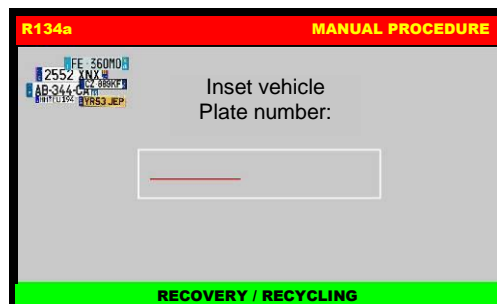 R134a MANUAL PROCEDURE
FE 360MO
2552 XNX
AB-344-CA
YRS3 JEP
Inset vehicle
Plate number:
RECOVERY / RECYCLING